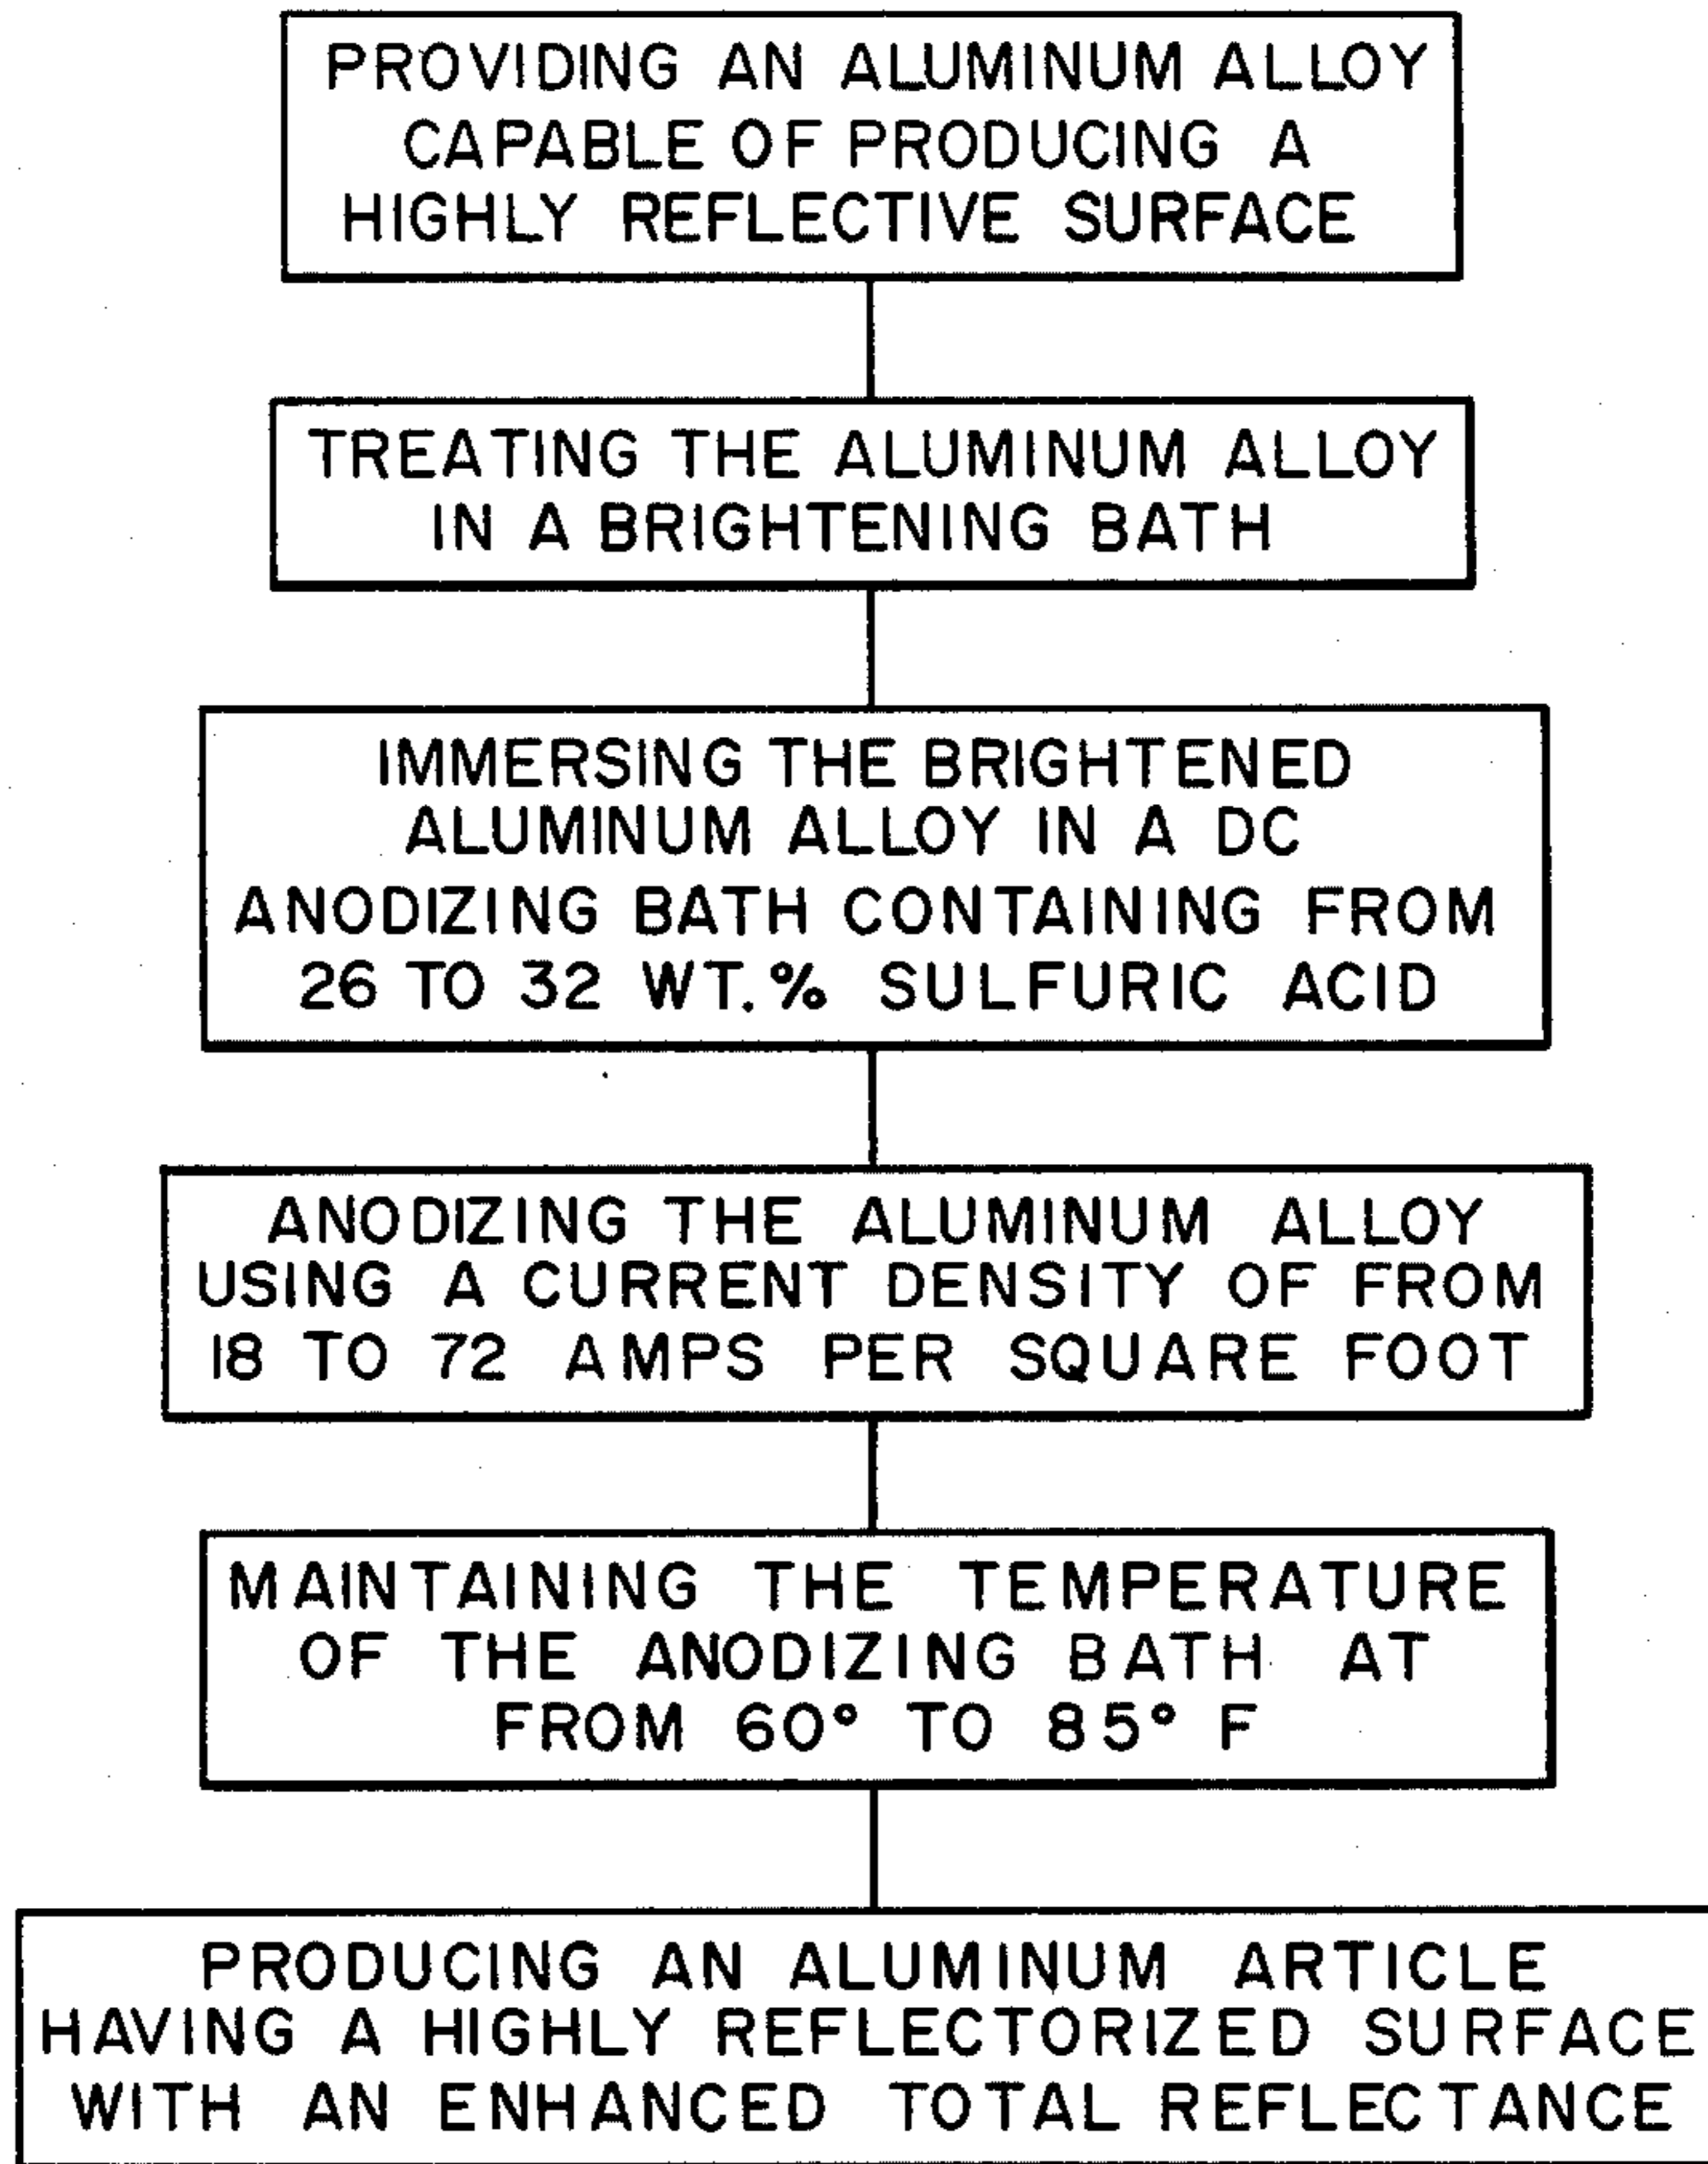 PROVIDING AN ALUMINUM ALLOY
CAPABLE OF PRODUCING A
HIGHLY REFLECTIVE SURFACE
TREATING THE ALUMINUM ALLOY
IN A BRIGHTENING BATH
IMMERSING THE BRIGHTENED
ALUMINUM ALLOY IN A DC
ANODIZING BATH CONTAINING FROM
26 TO 32 WT.% SULFURIC ACID
ANODIZING THE ALUMINUM ALLOY
USING A CURRENT DENSITY OF FROM
18 TO 72 AMPS PER SQUARE FOOT
MAINTAINING THE TEMPERATURE
OF THE ANODIZING BATH AT
FROM 60° TO 85° F
PRODUCING AN ALUMINUM ARTICLE
HAVING A HIGHLY REFLECTORIZED SURFACE
WITH AN ENHANCED TOTAL REFLECTANCE